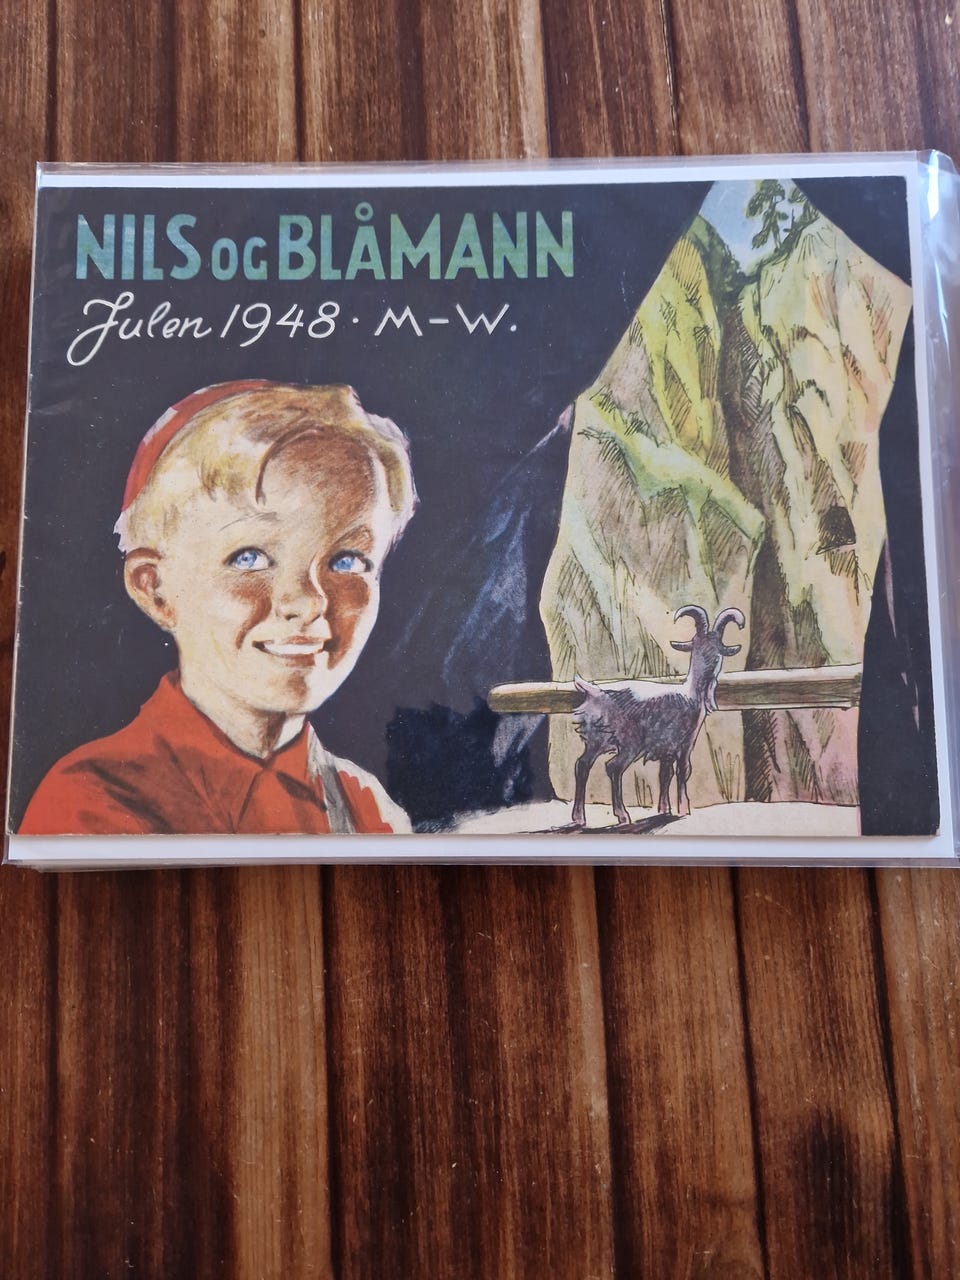 NILS OG BLÅMANN
Julen 1948 · M-W.